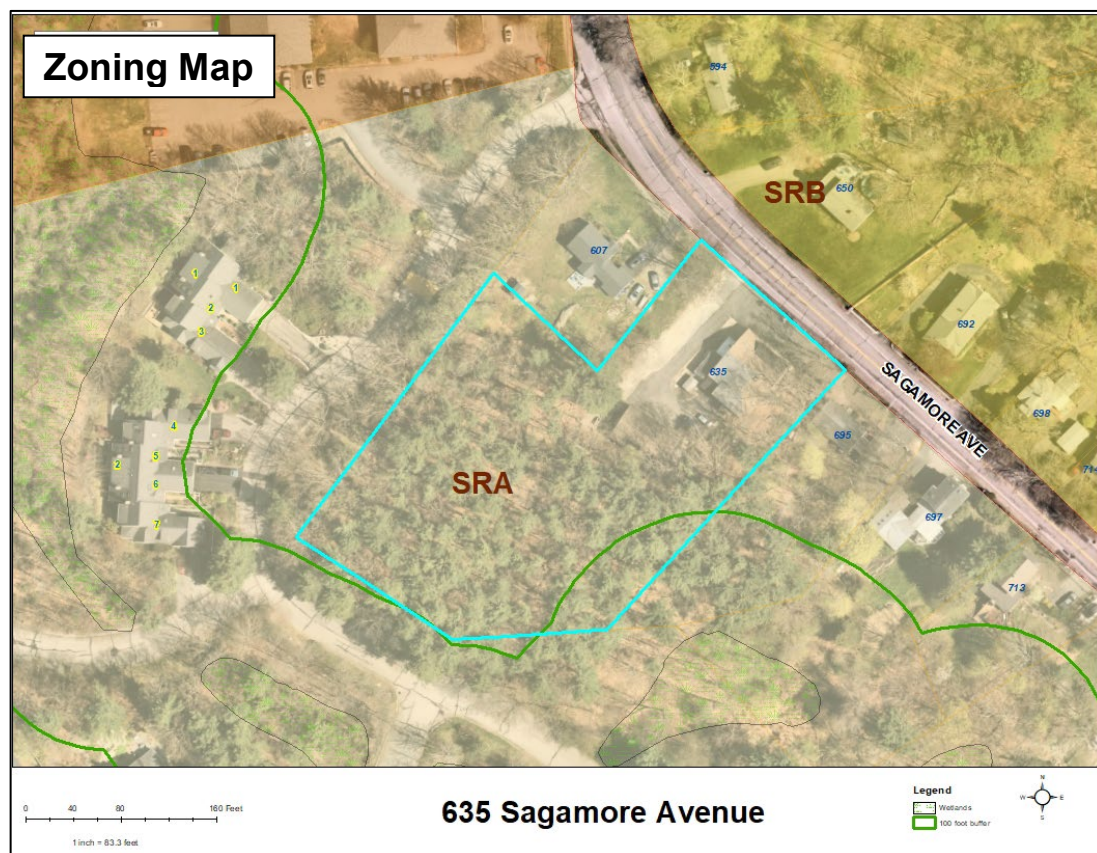 Zoning Map
594
SRB
650
607
1
1
2
3
692
635
SAGAMORE AVE
698
695
714
4
2
5
6
7
SRA
697
713
0 40 80 160 Feet
1 inch = 83.3 feet
635 Sagamore Avenue
Legend
Wetlands
100 foot buffer
N
W E
S